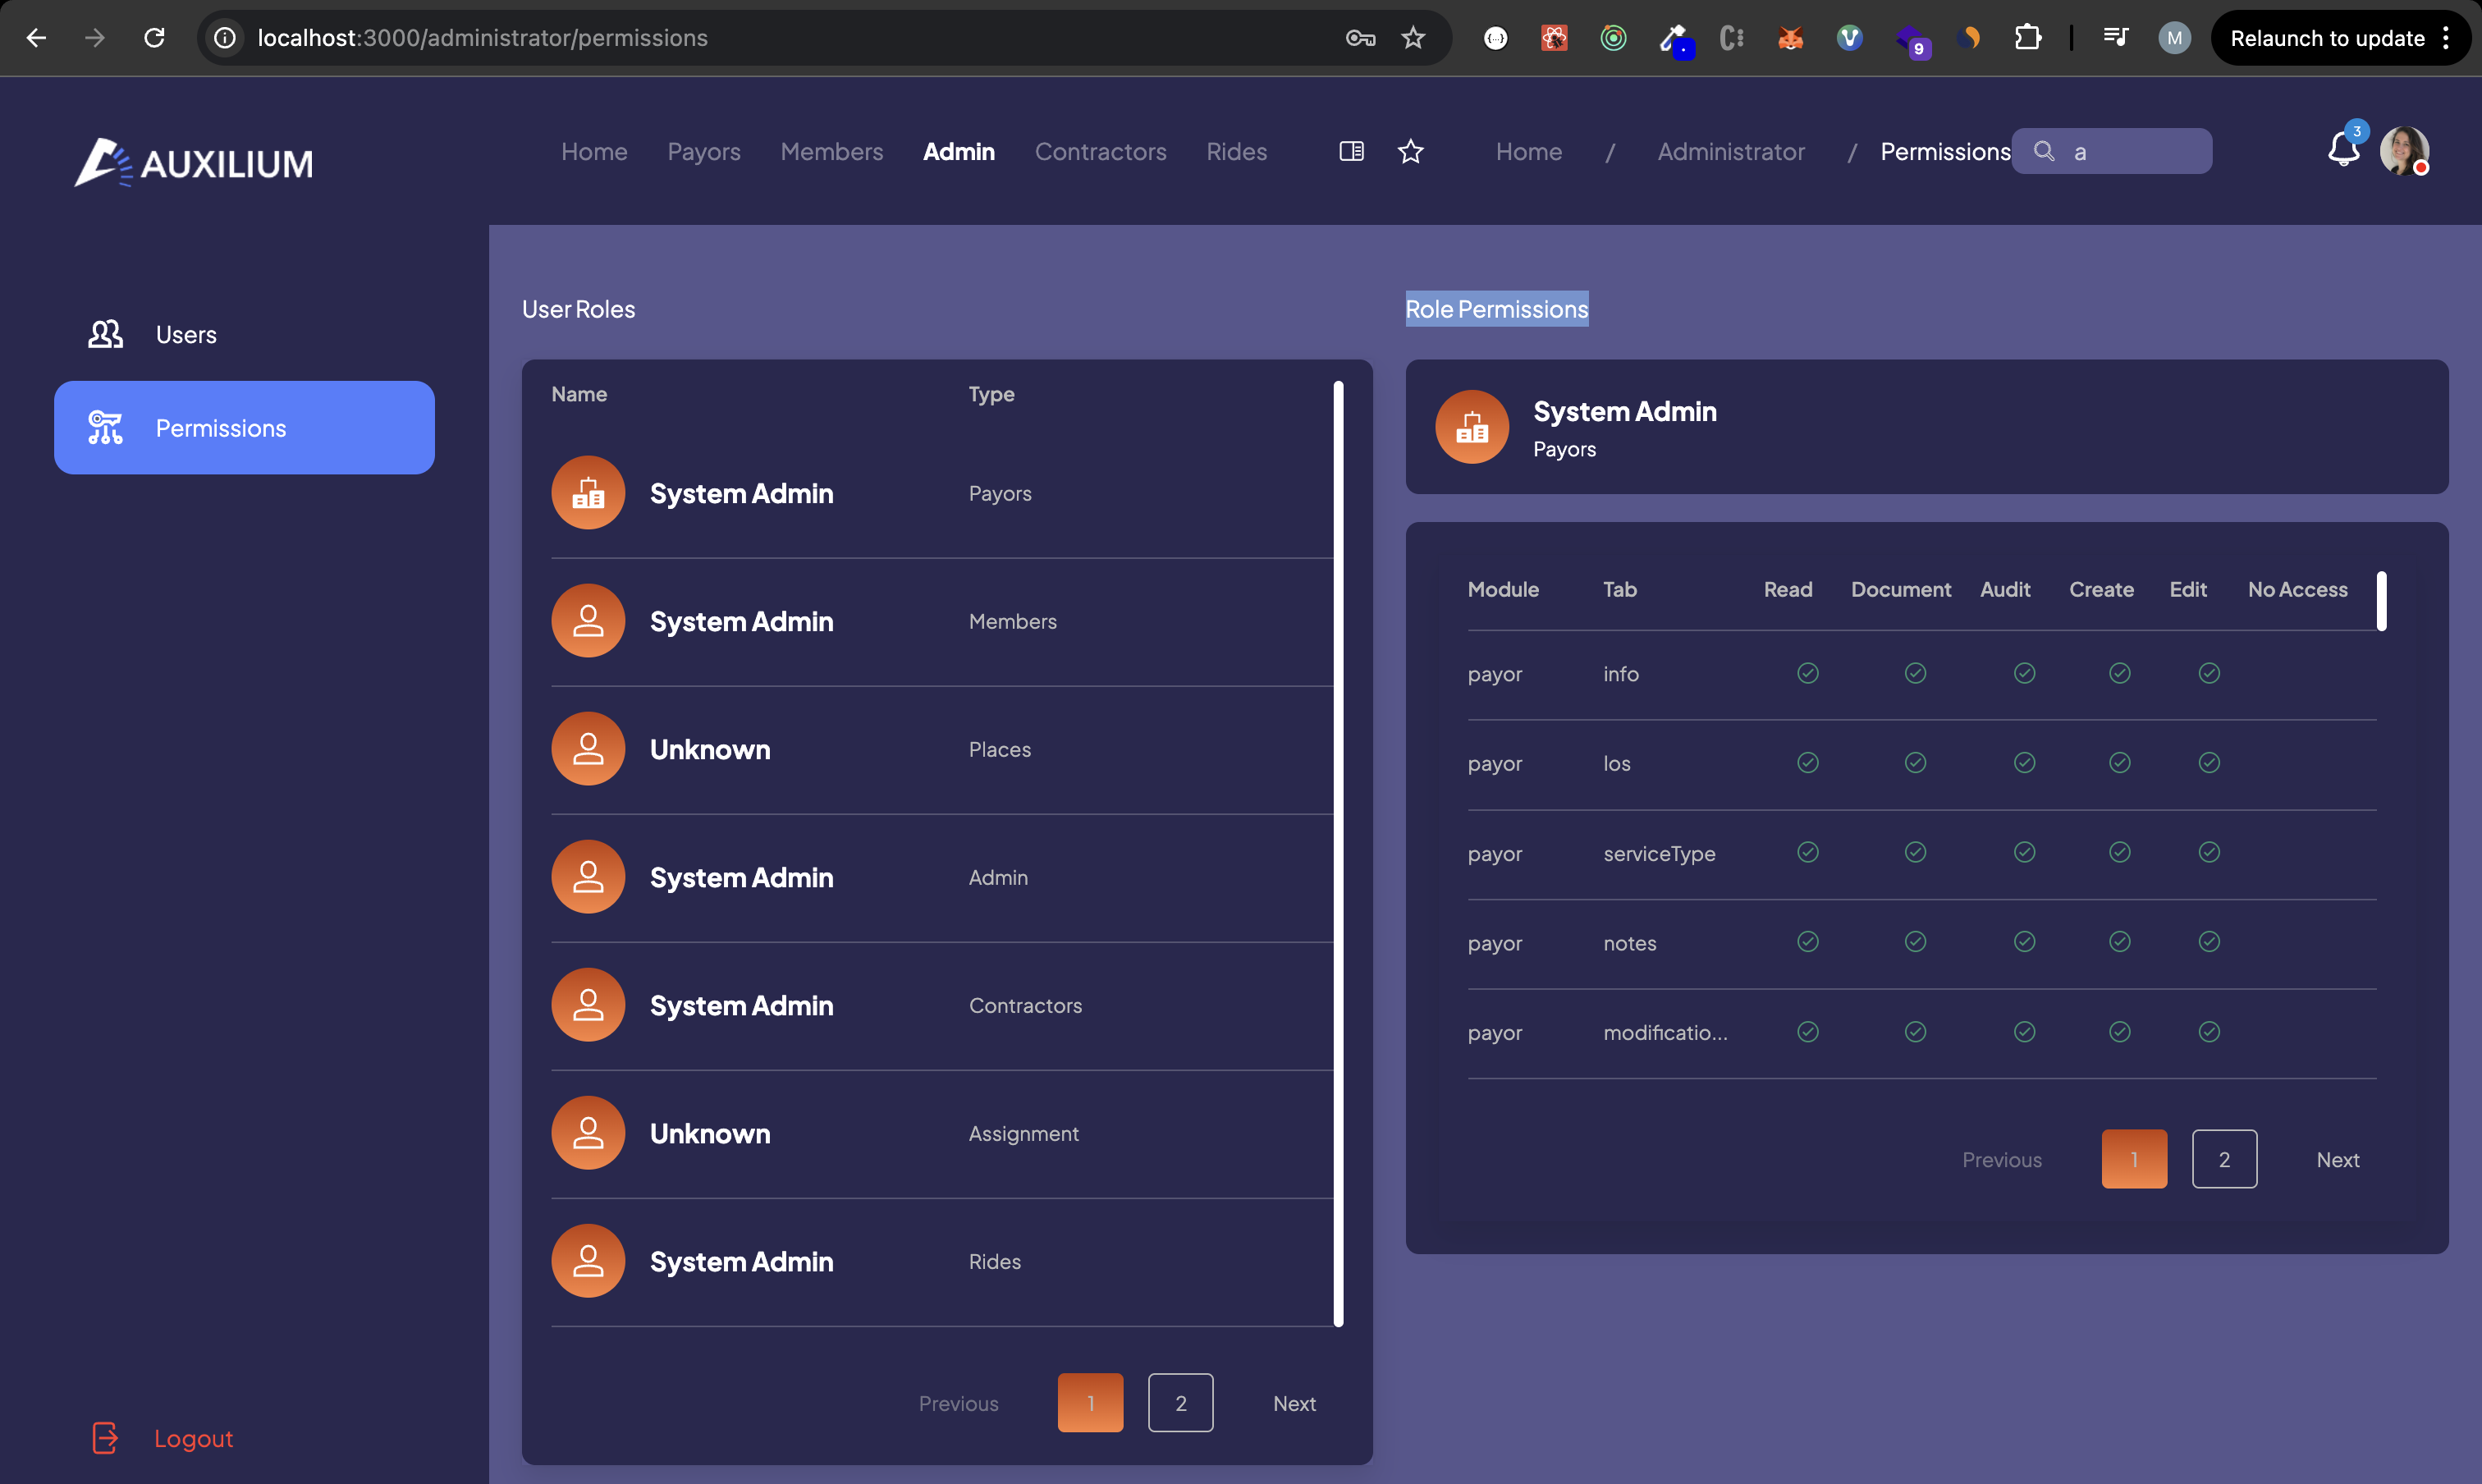 localhost:3000/administrator/permissions
9
M
Relaunch to update
AUXILIUM
Home Payors Members Admin Contractors Rides
Home / Administrator / Permissions
a
3
Users
Permissions
Logout
User Roles
Name Type
System Admin Payors
System Admin Members
Unknown Places
System Admin Admin
System Admin Contractors
Unknown Assignment
System Admin Rides
Previous 1 2 Next
Role Permissions
System Admin
Payors
Module Tab Read Document Audit Create Edit No Access
payor info
payor los
payor serviceType
payor notes
payor modificatio...
Previous 1 2 Next